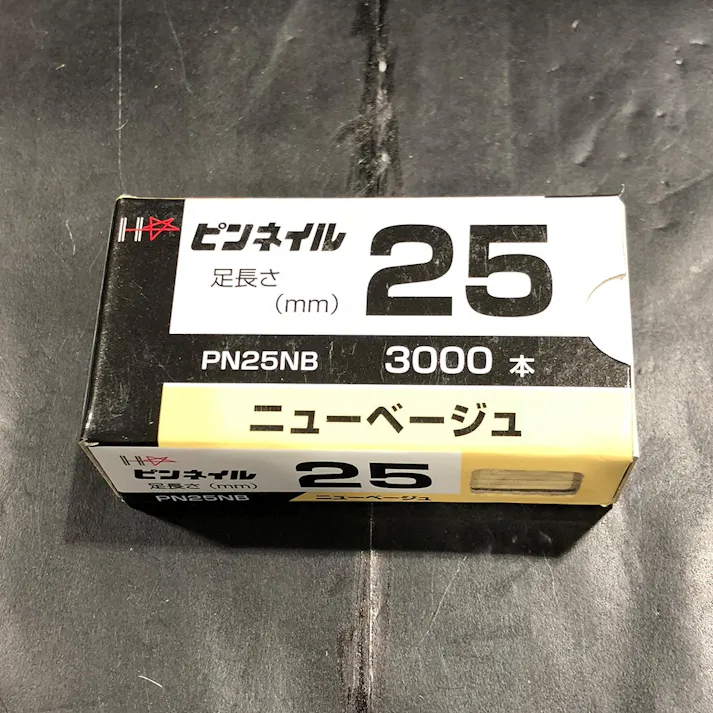 H☆
ピンネイル
足長さ
(mm)
25
PN25NB 3000 本
ニューベージュ
H☆
ピンネイル
足長さ (mm)
25
PN25NB
ニューベージュ